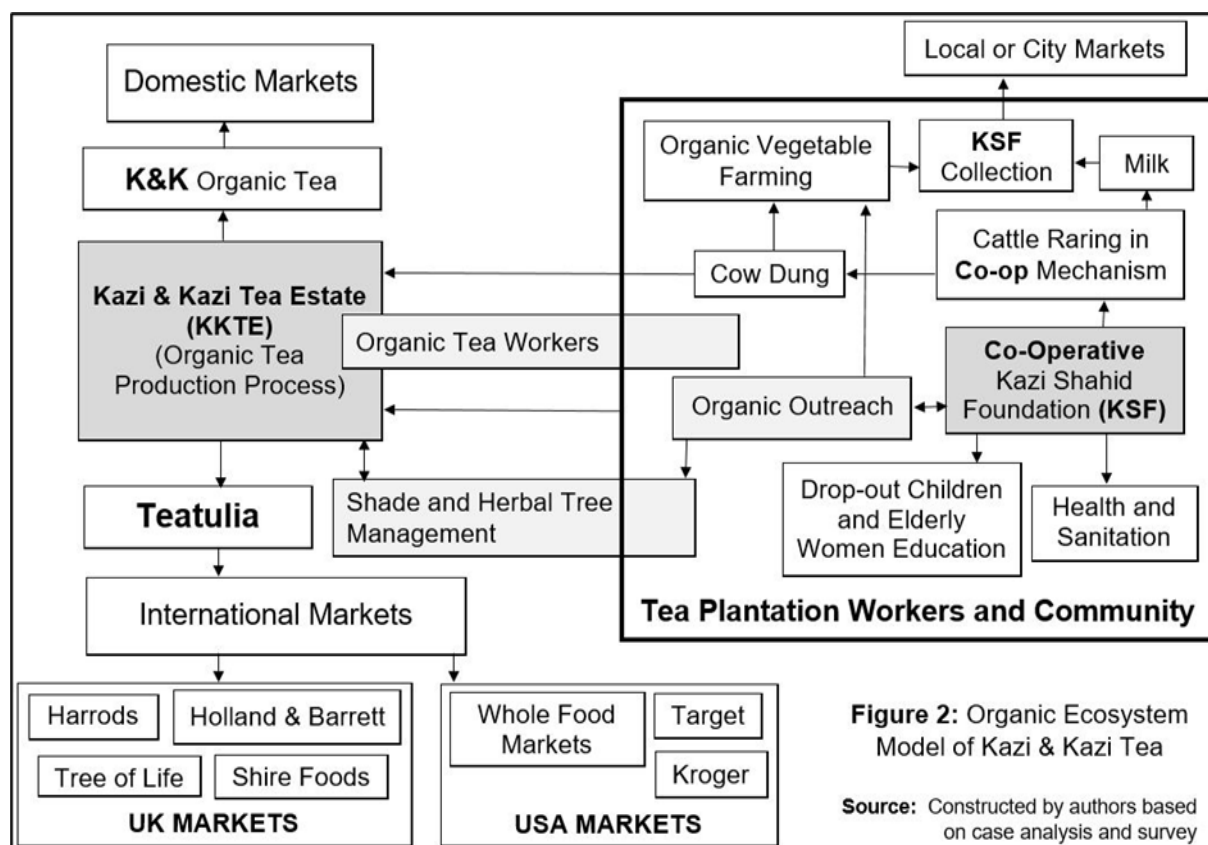 Domestic Markets
K&K Organic Tea
Kazi & Kazi Tea Estate
(KKTE)
(Organic Tea
Production Process)
Teatulia
International Markets
Harrods
Holland & Barrett
Tree of Life
Shire Foods
UK MARKETS
Whole Food
Markets
Target
Kroger
USA MARKETS
Organic Tea Workers
Shade and Herbal Tree
Management
Local or City Markets
Organic Vegetable
Farming
KSF
Collection
Milk
Cow Dung
Cattle Raring in
Co-op Mechanism
Organic Outreach
Co-Operative
Kazi Shahid
Foundation (KSF)
Drop-out Children
and Elderly
Women Education
Health and
Sanitation
Tea Plantation Workers and Community
Figure 2: Organic Ecosystem
Model of Kazi & Kazi Tea
Source: Constructed by authors based
on case analysis and survey